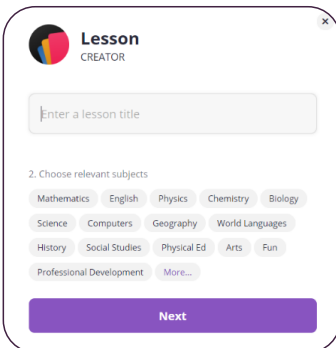 Lesson
CREATOR
Enter a lesson title
2. Choose relevant subjects
Mathematics English Physics Chemistry Biology
Science Computers Geography World Languages
History Social Studies Physical Ed Arts Fun
Professional Development More...
Next